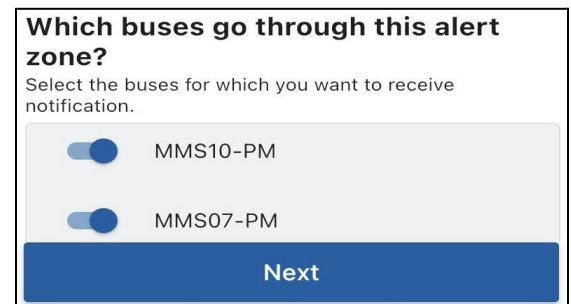 Which buses go through this alert
zone?
Select the buses for which you want to receive
notification.
MMS10-PM
MMS07-PM
Next